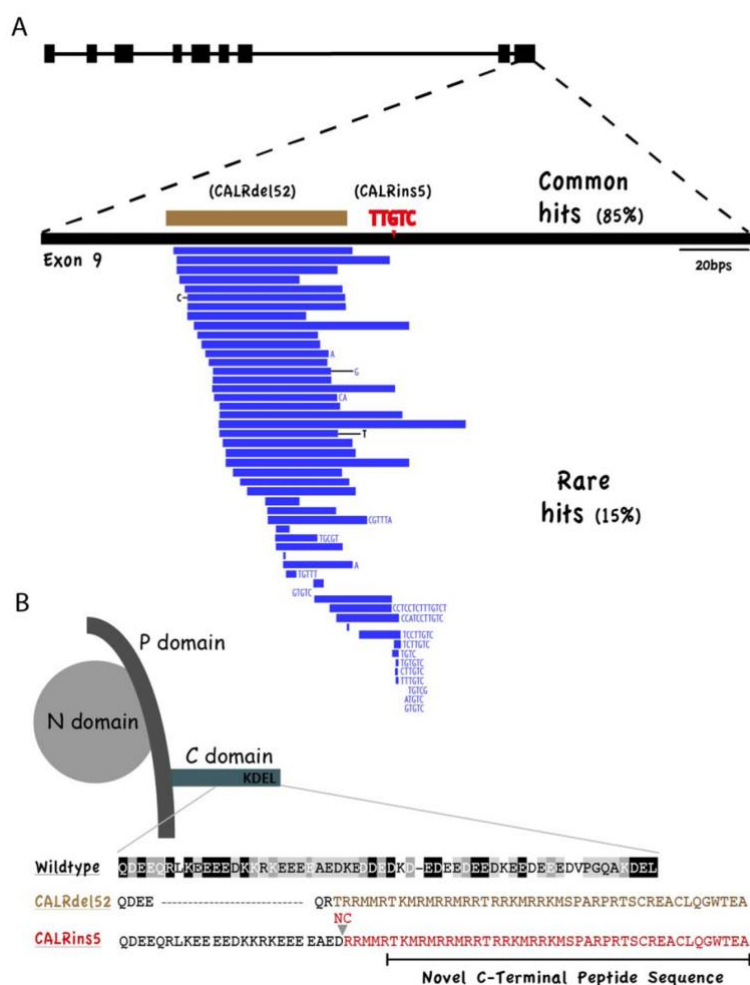 A
(CALRdel52)
(CALRins5)
TTGTC
Common
hits (85%)
Exon 9
20bps
C
A
G
CA
T
Rare
hits (15%)
CGTTTA
TGCGT
A
TGTTT
GTGTC
CCTCCTCTTTGTCT
CCATCCTTGTC
TCCTTGTC
TCTTGTC
TGTC
TGTGTC
CTTGTC
TTTGTC
TGTCG
ATGTC
GTGTC
B
P domain
N domain
C domain
KDEL
Wildtype QDEEQRLKEEEEDKKRKEEEEAEDKEDDEDKD-EDEEDEEDKEEDEEEDVPGQAKDEL
CALRdel52 QDEE ---------------------- QRTRRMMRTKMRMRRMRRTRRKMRRKMSPARPRTSCREACLQGWTEA
NC
CALRins5 QDEEQRLKEEEEDKKRKEEEEAEDRRMMRTKMRMRRMRRTRRKMRRKMSPARPRTSCREACLQGWTEA
Novel C-Terminal Peptide Sequence